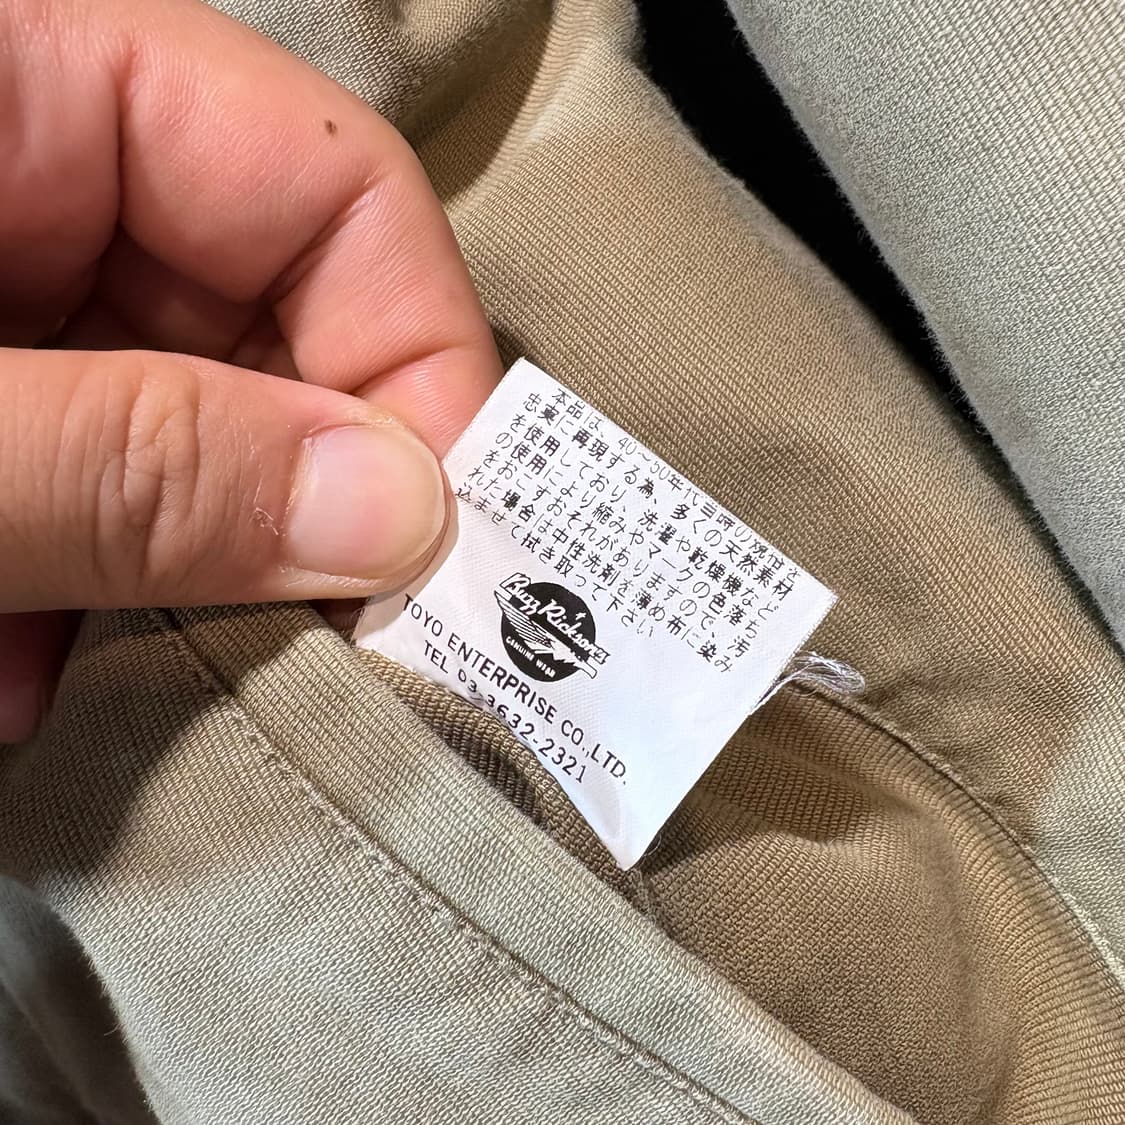 本品は、40~50年代当時の規格を
忠実に再現する為、多くの天然素材
を使用しており、洗濯や乾燥機など
の使用により縮みやマークの色落ち
をおこすおそれがありますので、汚
れた場合は中性洗剤を薄め布に染み
込ませて拭き取って下さい
Buzz Rickson's
GENUINE WEAR
TOYO ENTERPRISE CO.,LTD.
TEL 03-3632-2321